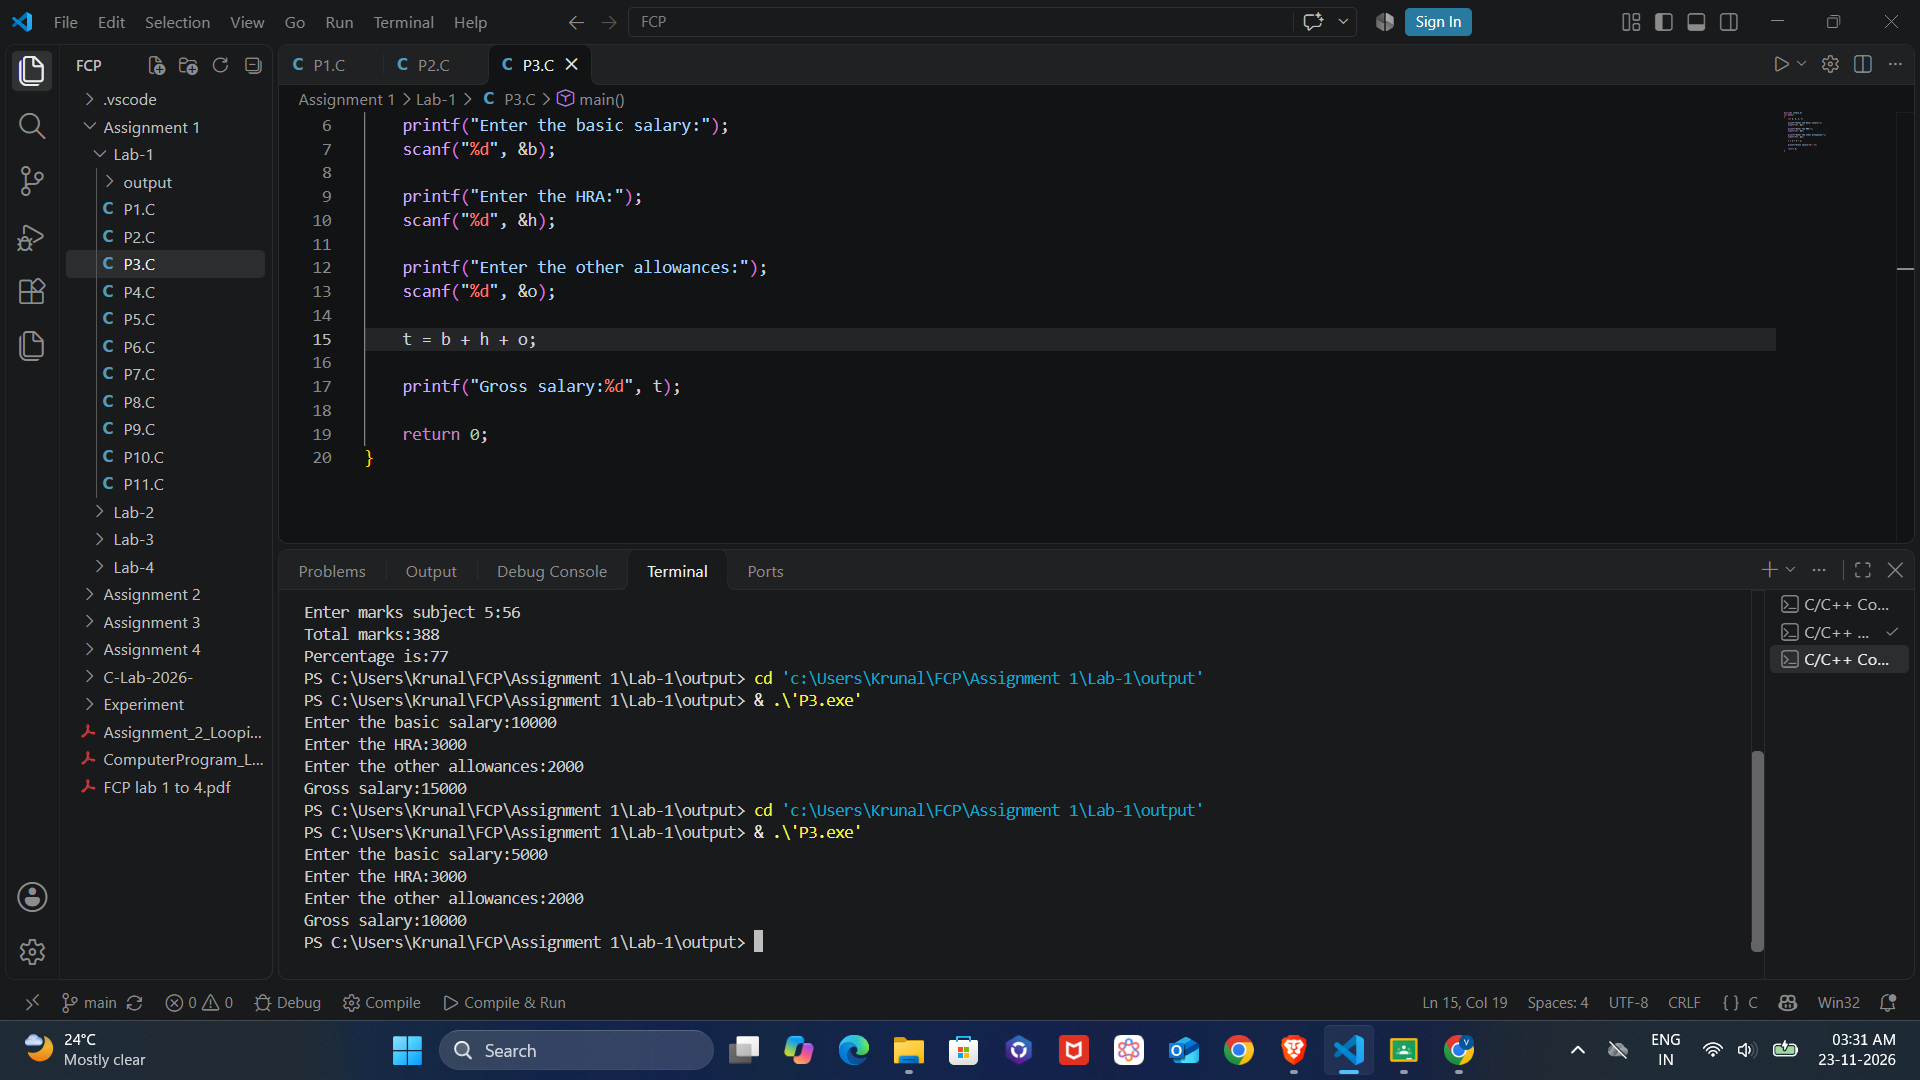 File Edit Selection View Go Run Terminal Help
FCP
Sign In
FCP
.vscode
Assignment 1
Lab-1
output
P1.C
P2.C
P3.C
P4.C
P5.C
P6.C
P7.C
P8.C
P9.C
P10.C
P11.C
Lab-2
Lab-3
Lab-4
Assignment 2
Assignment 3
Assignment 4
C-Lab-2026-
Experiment
Assignment_2_Loopi...
ComputerProgram_L...
FCP lab 1 to 4.pdf
C P1.C C P2.C C P3.C
Assignment 1 > Lab-1 > C P3.C > main()
6 printf("Enter the basic salary:");
7 scanf("%d", &b);
8
9 printf("Enter the HRA:");
10 scanf("%d", &h);
11
12 printf("Enter the other allowances:");
13 scanf("%d", &o);
14
15 t = b + h + o;
16
17 printf("Gross salary:%d", t);
18
19 return 0;
20 }
Problems Output Debug Console Terminal Ports
Enter marks subject 5:56
Total marks:388
Percentage is:77
PS C:\Users\Krunal\FCP\Assignment 1\Lab-1\output> cd 'c:\Users\Krunal\FCP\Assignment 1\Lab-1\output'
PS C:\Users\Krunal\FCP\Assignment 1\Lab-1\output> & .\'P3.exe'
Enter the basic salary:10000
Enter the HRA:3000
Enter the other allowances:2000
Gross salary:15000
PS C:\Users\Krunal\FCP\Assignment 1\Lab-1\output> cd 'c:\Users\Krunal\FCP\Assignment 1\Lab-1\output'
PS C:\Users\Krunal\FCP\Assignment 1\Lab-1\output> & .\'P3.exe'
Enter the basic salary:5000
Enter the HRA:3000
Enter the other allowances:2000
Gross salary:10000
PS C:\Users\Krunal\FCP\Assignment 1\Lab-1\output>
C/C++ Co...
C/C++ ...
C/C++ Co...
main 0 0 Debug Compile Compile & Run
Ln 15, Col 19 Spaces: 4 UTF-8 CRLF { } C Win32
24°C
Mostly clear
Search
ENG
IN
03:31 AM
23-11-2026